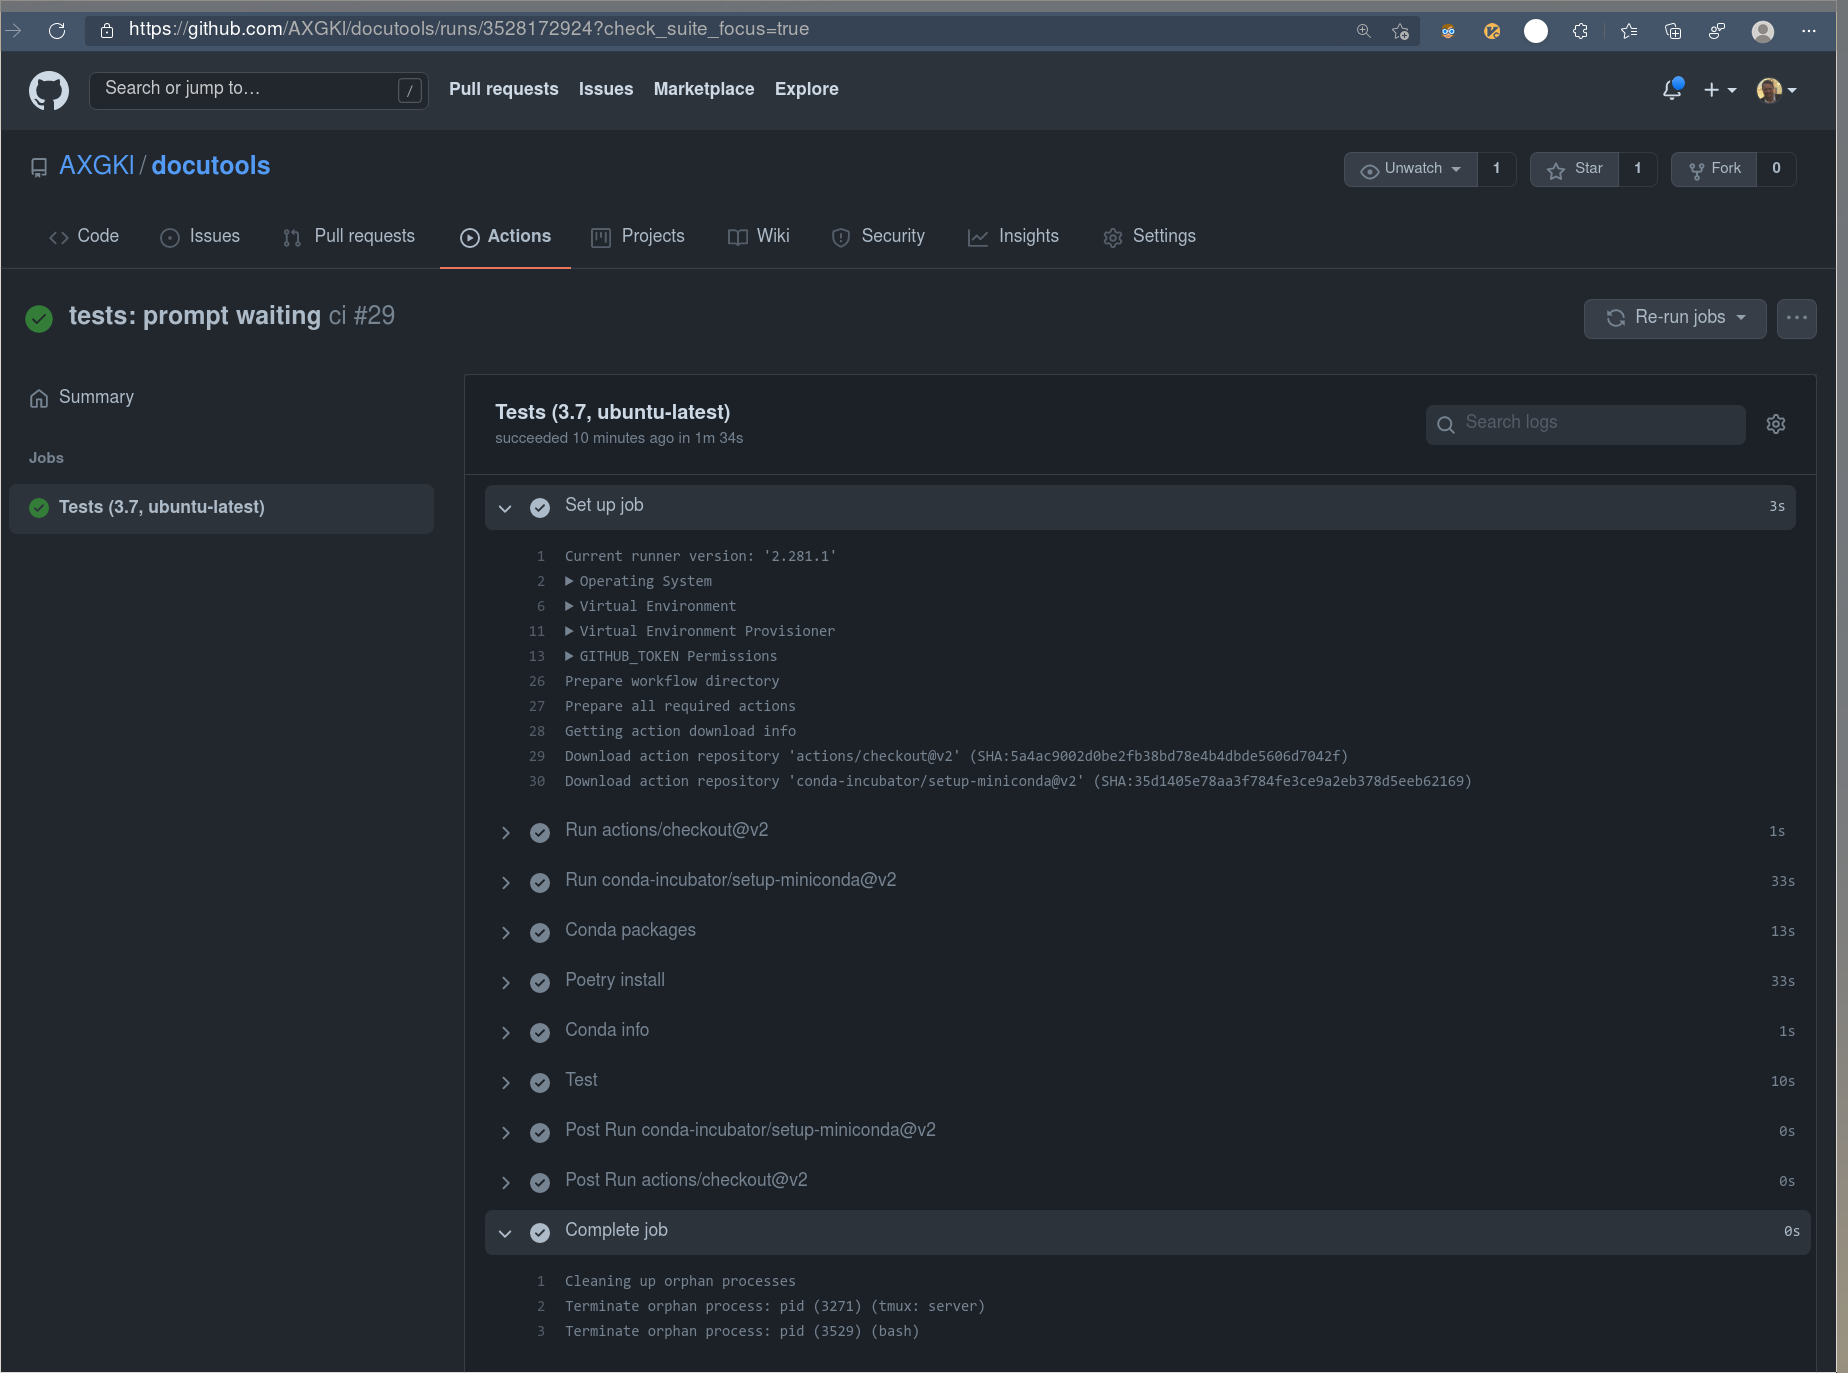 https://github.com/AXGKl/docutools/runs/3528172924?check_suite_focus=true
Search or jump to… / Pull requests Issues Marketplace Explore
AXGKl / docutools Unwatch 1 Star 1 Fork 0
Code Issues Pull requests Actions Projects Wiki Security Insights Settings
tests: prompt waiting ci #29 Re-run jobs
Summary
Jobs
Tests (3.7, ubuntu-latest)
Tests (3.7, ubuntu-latest)
succeeded 10 minutes ago in 1m 34s
Search logs
Set up job 3s
1 Current runner version: '2.281.1'
2 Operating System
6 Virtual Environment
11 Virtual Environment Provisioner
13 GITHUB_TOKEN Permissions
26 Prepare workflow directory
27 Prepare all required actions
28 Getting action download info
29 Download action repository 'actions/checkout@v2' (SHA:5a4ac9002d0be2fb38bd78e4b4dbde5606d7042f)
30 Download action repository 'conda-incubator/setup-miniconda@v2' (SHA:35d1405e78aa3f784fe3ce9a2eb378d5eeb62169)
Run actions/checkout@v2 1s
Run conda-incubator/setup-miniconda@v2 33s
Conda packages 13s
Poetry install 33s
Conda info 1s
Test 10s
Post Run conda-incubator/setup-miniconda@v2 0s
Post Run actions/checkout@v2 0s
Complete job 0s
1 Cleaning up orphan processes
2 Terminate orphan process: pid (3271) (tmux: server)
3 Terminate orphan process: pid (3529) (bash)